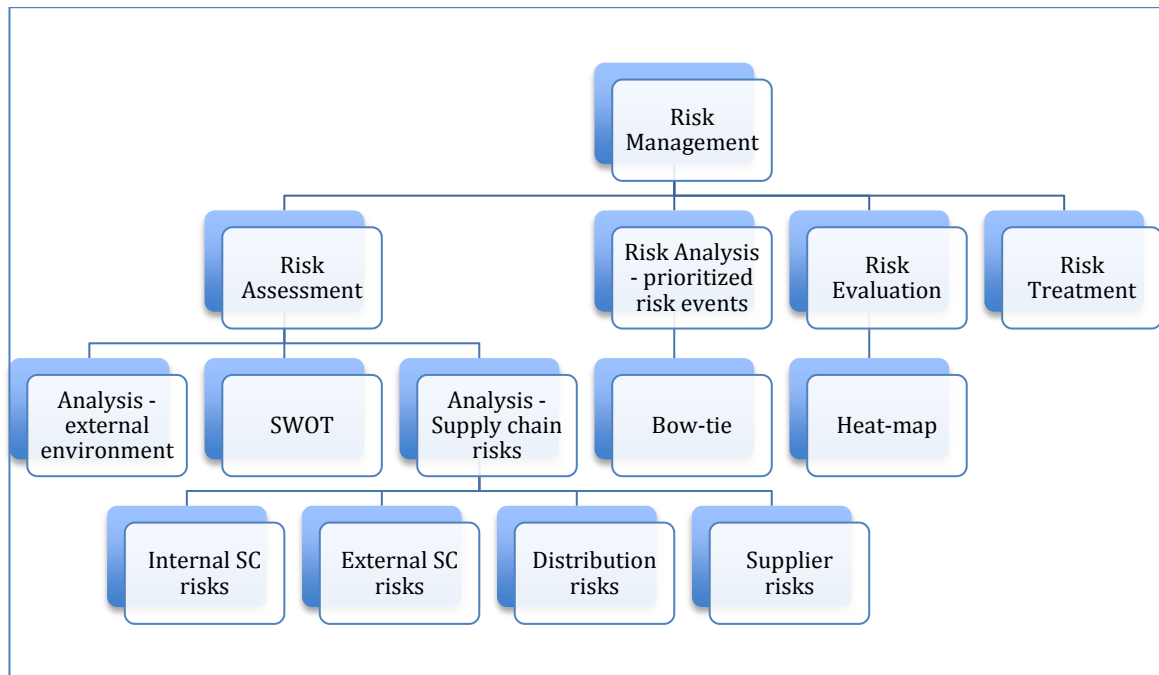 Risk
Management
Risk
Assessment
Risk Analysis
- prioritized
risk events
Risk
Evaluation
Risk
Treatment
Analysis -
external
environment
SWOT
Analysis -
Supply chain
risks
Bow-tie
Heat-map
Internal SC
risks
External SC
risks
Distribution
risks
Supplier
risks